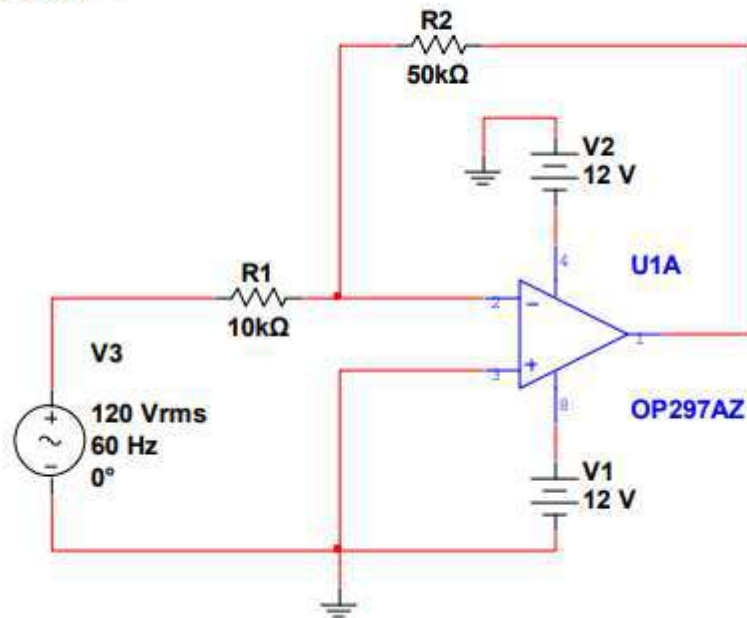 R2
50kΩ
V2
12 V
4
U1A
R1
10kΩ
2
V3
3
1
120 Vrms
60 Hz
0°
8
OP297AZ
V1
12 V